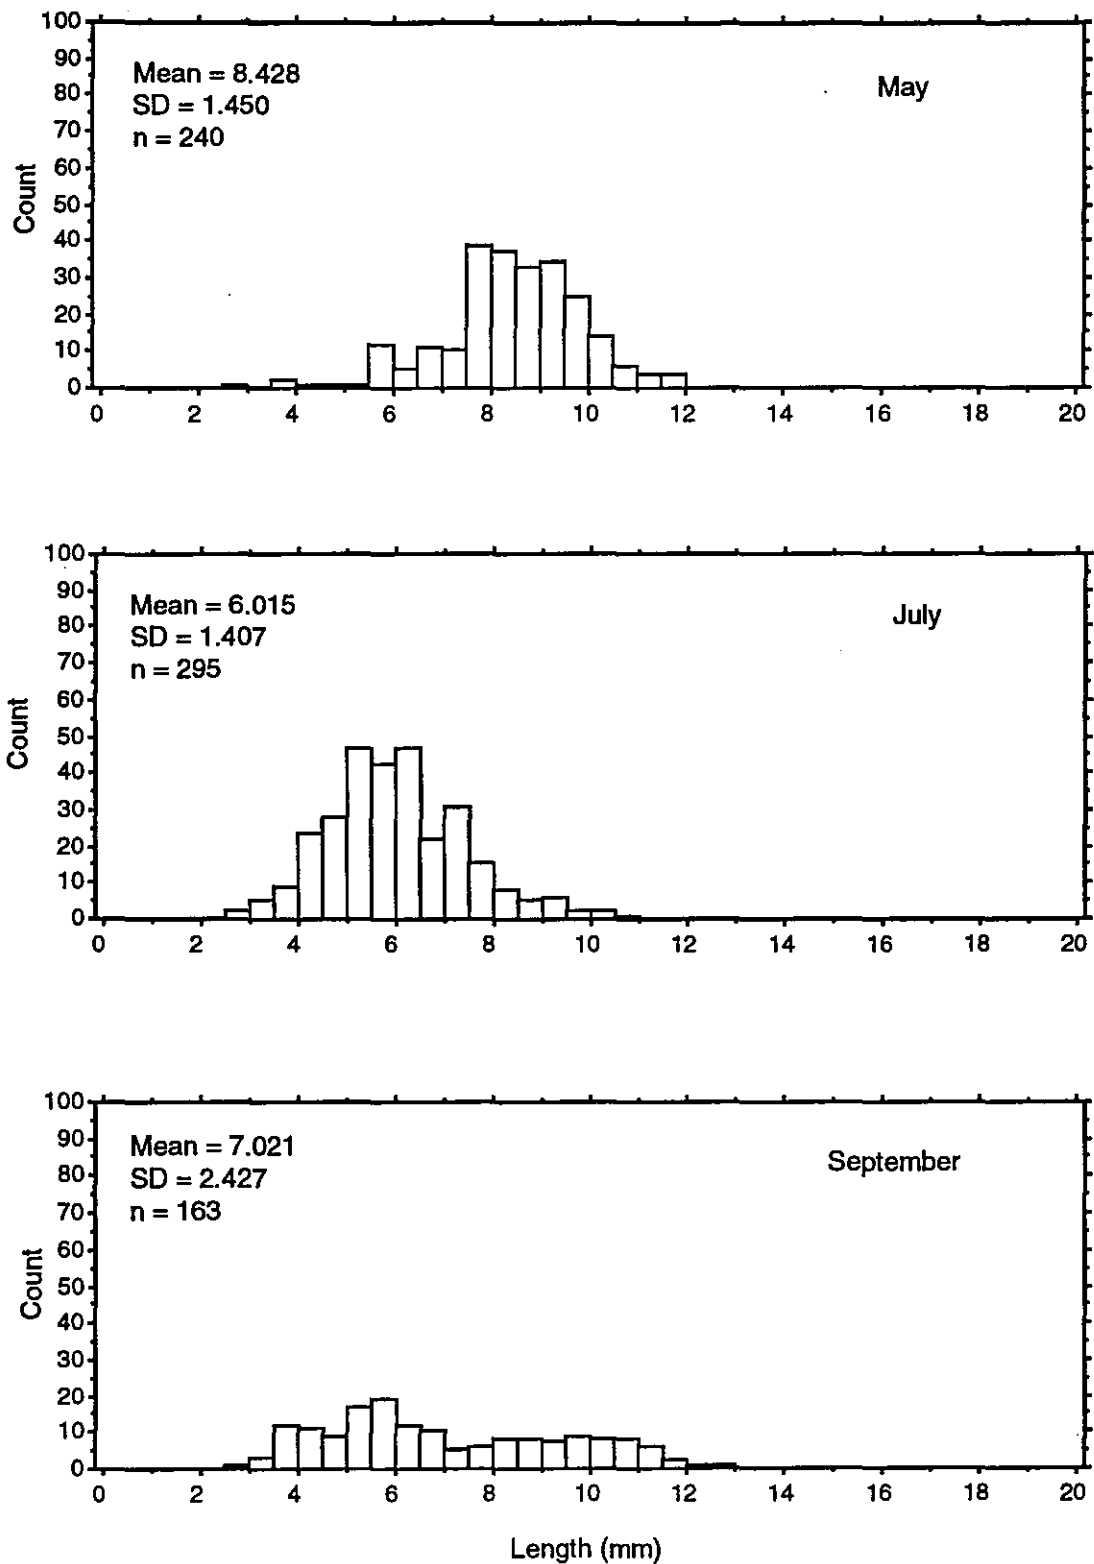 100
90
80
70
60
50
40
30
20
10
0
Count
Mean = 8.428
SD = 1.450
n = 240
May
0 2 4 6 8 10 12 14 16 18 20
100
90
80
70
60
50
40
30
20
10
0
Count
Mean = 6.015
SD = 1.407
n = 295
July
0 2 4 6 8 10 12 14 16 18 20
100
90
80
70
60
50
40
30
20
10
0
Count
Mean = 7.021
SD = 2.427
n = 163
September
0 2 4 6 8 10 12 14 16 18 20
Length (mm)